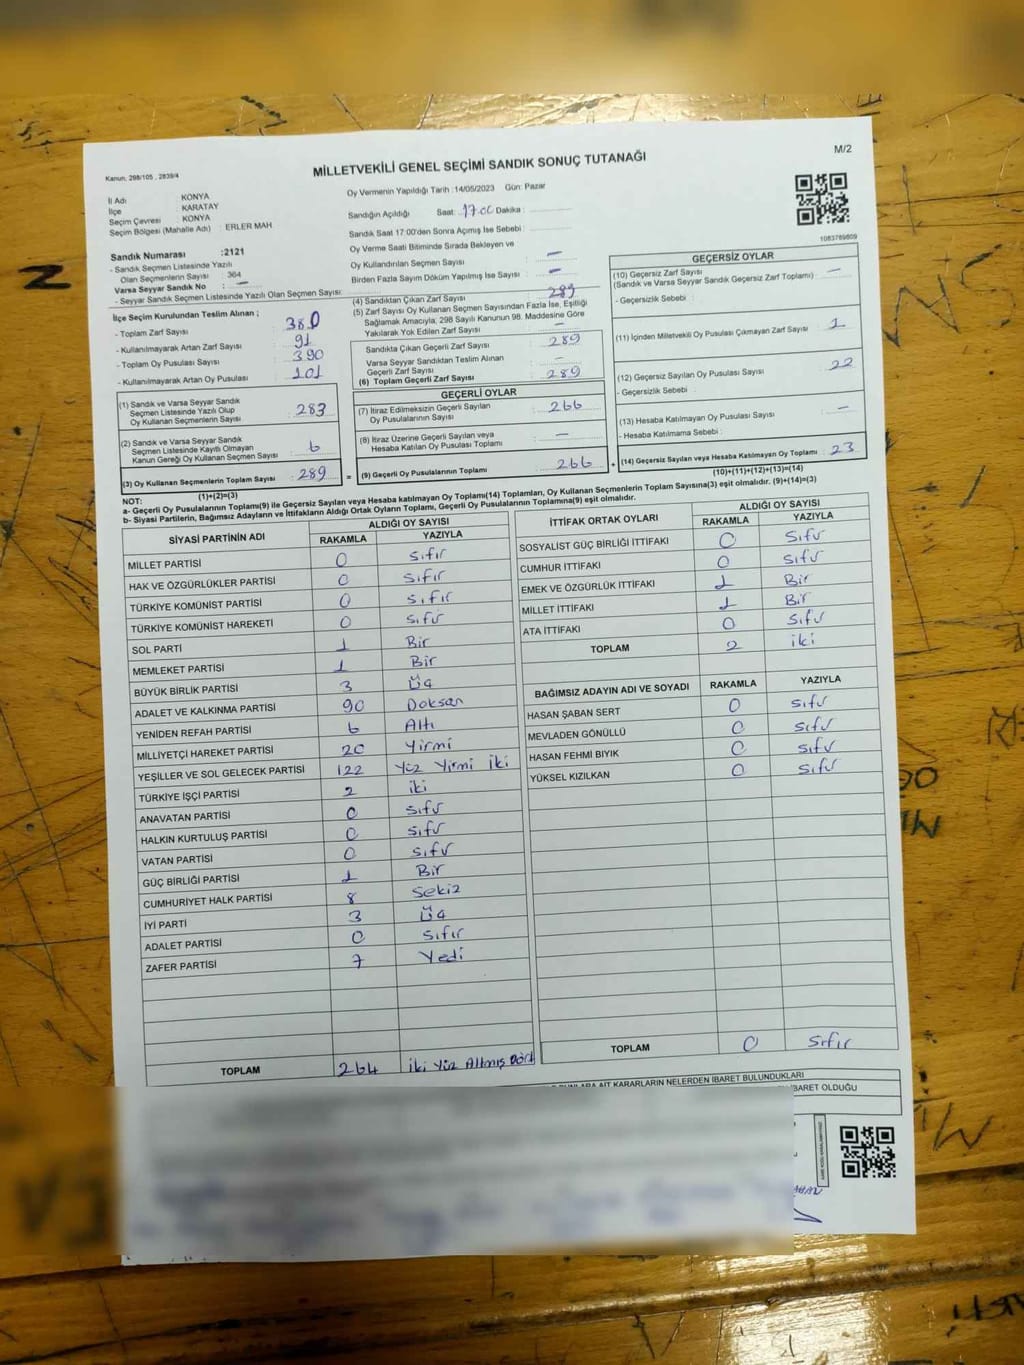 MİLLETVEKİLİ GENEL SEÇİMİ SANDIK SONUÇ TUTANAĞI
M/2
Kanun, 298/105 , 2839/4
İl Adı : KONYA
İlçe : KARATAY
Seçim Çevresi : KONYA
Seçim Bölgesi (Mahalle Adı) : ERLER MAH
Oy Vermenin Yapıldığı Tarih :14/05/2023 Gün: Pazar
Sandığın Açıldığı Saat: 17.00 Dakika :
Sandık Saat 17:00'den Sonra Açımış İse Sebebi :
Oy Verme Saati Bitiminde Sırada Bekleyen ve
Oy Kullandırılan Seçmen Sayısı : —
Birden Fazla Sayım Döküm Yapılmış İse Sayısı : —
1083789809
Sandık Numarası :2121
- Sandık Seçmen Listesinde Yazılı
Olan Seçmenlerin Sayısı : 364
Varsa Seyyar Sandık No : —
- Seyyar Sandık Seçmen Listesinde Yazılı Olan Seçmen Sayısı:
İlçe Seçim Kurulundan Teslim Alınan ;
- Toplam Zarf Sayısı : 380
- Kullanılmayarak Artan Zarf Sayısı : 91
- Toplam Oy Pusulası Sayısı : 390
- Kullanılmayarak Artan Oy Pusulası : 101
(1) Sandık ve Varsa Seyyar Sandık
Seçmen Listesinde Yazılı Olup
Oy Kullanan Seçmenlerin Sayısı : 283
(2) Sandık ve Varsa Seyyar Sandık
Seçmen Listesinde Kayıtlı Olmayan
Kanun Gereği Oy Kullanan Seçmen Sayısı : 6
(3) Oy Kullanan Seçmenlerin Toplam Sayısı : 289
(1)+(2)=(3)
(4) Sandıktan Çıkan Zarf Sayısı : 289
(5) Zarf Sayısı Oy Kullanan Seçmen Sayısından Fazla İse, Eşitliği
Sağlamak Amacıyla; 298 Sayılı Kanunun 98. Maddesine Göre
Yakılarak Yok Edilen Zarf Sayısı : —
Sandıkta Çıkan Geçerli Zarf Sayısı : 289
Varsa Seyyar Sandıktan Teslim Alınan
Geçerli Zarf Sayısı : —
(6) Toplam Geçerli Zarf Sayısı : 289
GEÇERLİ OYLAR
(7) İtiraz Edilmeksizin Geçerli Sayılan
Oy Pusulalarının Sayısı : 266
(8) İtiraz Üzerine Geçerli Sayılan veya
Hesaba Katılan Oy Pusulası Toplamı : —
= (9) Geçerli Oy Pusulalarının Toplamı : 266
GEÇERSİZ OYLAR
(10) Geçersiz Zarf Sayısı : —
(Sandık ve Varsa Seyyar Sandık Geçersiz Zarf Toplamı)
- Geçersizlik Sebebi :
(11) İçinden Milletvekili Oy Pusulası Çıkmayan Zarf Sayısı : 1
(12) Geçersiz Sayılan Oy Pusulası Sayısı : 22
- Geçersizlik Sebebi :
(13) Hesaba Katılmayan Oy Pusulası Sayısı : —
- Hesaba Katılmama Sebebi :
+ (14) Geçersiz Sayılan veya Hesaba Katılmayan Oy Toplamı : 23
(10)+(11)+(12)+(13)=(14)
NOT:
a- Geçerli Oy Pusulalarının Toplamı(9) ile Geçersiz Sayılan veya Hesaba katılmayan Oy Toplamı(14) Toplamları, Oy Kullanan Seçmenlerin Toplam Sayısına(3) eşit olmalıdır. (9)+(14)=(3)
b- Siyasi Partilerin, Bağımsız Adayların ve İttifakların Aldığı Ortak Oyların Toplamı, Geçerli Oy Pusulalarının Toplamına(9) eşit olmalıdır.
SİYASİ PARTİNİN ADI ALDIĞI OY SAYISI
RAKAMLA YAZIYLA
MİLLET PARTİSİ 0 sıfır
HAK VE ÖZGÜRLÜKLER PARTİSİ 0 sıfır
TÜRKİYE KOMÜNİST PARTİSİ 0 sıfır
TÜRKİYE KOMÜNİST HAREKETİ 0 sıfır
SOL PARTİ 1 Bir
MEMLEKET PARTİSİ 1 Bir
BÜYÜK BİRLİK PARTİSİ 3 Üç
ADALET VE KALKINMA PARTİSİ 90 Doksan
YENİDEN REFAH PARTİSİ 6 Altı
MİLLİYETÇİ HAREKET PARTİSİ 20 Yirmi
YEŞİLLER VE SOL GELECEK PARTİSİ 122 Yüz Yirmi iki
TÜRKİYE İŞÇİ PARTİSİ 2 iki
ANAVATAN PARTİSİ 0 sıfır
HALKIN KURTULUŞ PARTİSİ 0 sıfır
VATAN PARTİSİ 0 sıfır
GÜÇ BİRLİĞİ PARTİSİ 1 Bir
CUMHURİYET HALK PARTİSİ 8 Sekiz
İYİ PARTİ 3 Üç
ADALET PARTİSİ 0 sıfır
ZAFER PARTİSİ 7 Yedi
TOPLAM 264 iki Yüz Altmış dört
İTTİFAK ORTAK OYLARI ALDIĞI OY SAYISI
RAKAMLA YAZIYLA
SOSYALİST GÜÇ BİRLİĞİ İTTİFAKI 0 sıfır
CUMHUR İTTİFAKI 0 sıfır
EMEK VE ÖZGÜRLÜK İTTİFAKI 1 Bir
MİLLET İTTİFAKI 1 Bir
ATA İTTİFAKI 0 sıfır
TOPLAM 2 iki
BAĞIMSIZ ADAYIN ADI VE SOYADI RAKAMLA YAZIYLA
HASAN ŞABAN SERT 0 sıfır
MEVLADEN GÖNÜLLÜ 0 sıfır
HASAN FEHMİ BIYIK 0 sıfır
YÜKSEL KIZILKAN 0 sıfır
TOPLAM 0 sıfır
AİT KARARLARIN NELERDEN İBARET BULUNDUKLARI
İBARET OLDUĞU